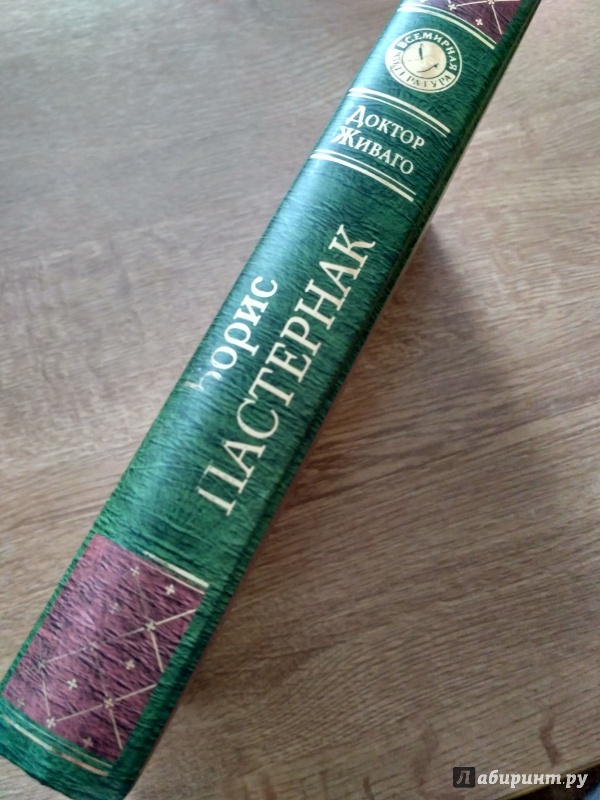 ВСЕМИРНАЯ
ЛИТЕРАТУРА
ДОКТОР
ЖИВАГО
Борис
ПАСТЕРНАК
Лабиринт.ру